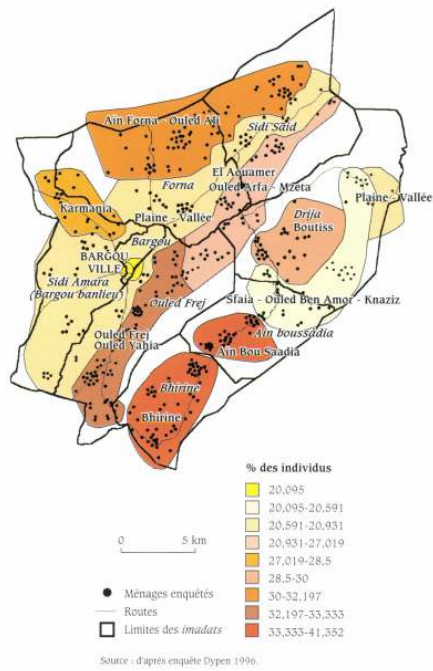 Ain Forna - Ouled Ali
Sidi Said
El Aouamer
Ouled Arfa - Mzeta
Forna
Plaine - Vallée
Karmania
Plaine - Vallée
Drija
Boutiss
Bargou
BARGOU
VILLE
Sidi Amara
(Bargou banlieu)
Ouled Frej
Sfaia - Ouled Ben Amor - Knaziz
Ain boussadia
Ouled Frej
Ouled Yahia
Ain Bou Saadia
Bhirine
Bhirine
% des individus
20,095
20,095-20,591
20,591-20,931
20,931-27,019
27,019-28,5
28,5-30
30-32,197
32,197-33,333
33,333-41,352
0 5 km
Ménages enquêtés
Routes
Limites des imadats
Source : d'après enquête Dypen 1996.